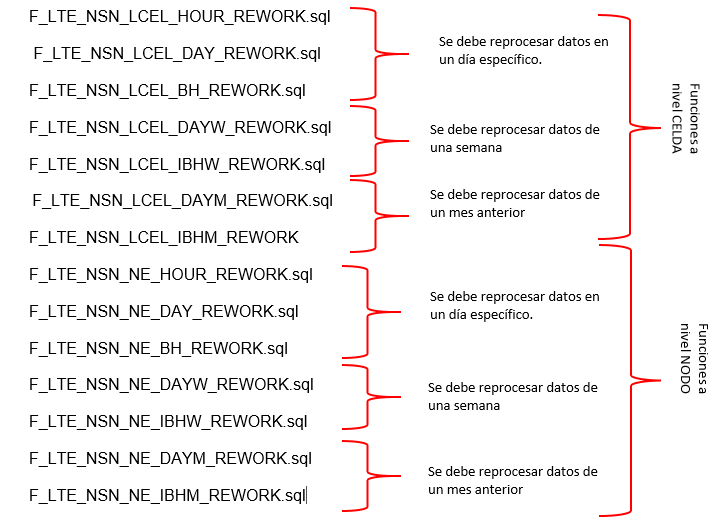 F_LTE_NSN_LCEL_HOUR_REWORK.sql
F_LTE_NSN_LCEL_DAY_REWORK.sql
F_LTE_NSN_LCEL_BH_REWORK.sql
Se debe reprocesar datos en
un día específico.
F_LTE_NSN_LCEL_DAYW_REWORK.sql
F_LTE_NSN_LCEL_IBHW_REWORK.sql
Se debe reprocesar datos de
una semana
F_LTE_NSN_LCEL_DAYM_REWORK.sql
F_LTE_NSN_LCEL_IBHM_REWORK
Se debe reprocesar datos de
un mes anterior
Funciones a
nivel CELDA
F_LTE_NSN_NE_HOUR_REWORK.sql
F_LTE_NSN_NE_DAY_REWORK.sql
F_LTE_NSN_NE_BH_REWORK.sql
Se debe reprocesar datos en
un día específico.
F_LTE_NSN_NE_DAYW_REWORK.sql
F_LTE_NSN_NE_IBHW_REWORK.sql
Se debe reprocesar datos de
una semana
F_LTE_NSN_NE_DAYM_REWORK.sql
F_LTE_NSN_NE_IBHM_REWORK.sql
Se debe reprocesar datos de
un mes anterior
Funciones a
nivel NODO